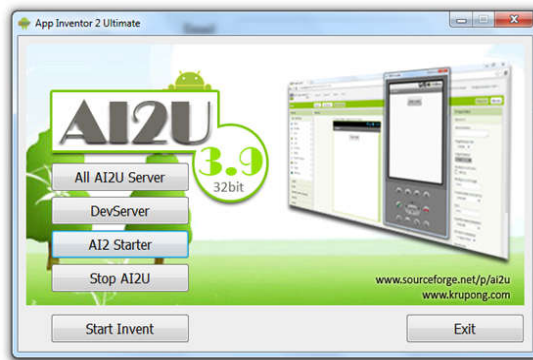 App Inventor 2 Ultimate
AI2U
3.9
32bit
All AI2U Server
DevServer
AI2 Starter
Stop AI2U
www.sourceforge.net/p/ai2u
www.krupong.com
Start Invent
Exit